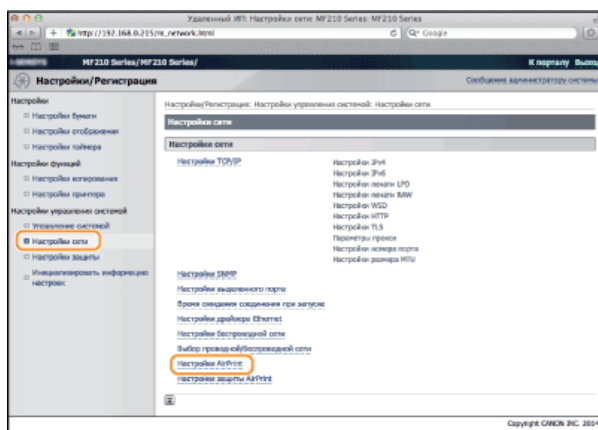 Удаленный ИП: Настройки сети: MF210 Series: MF210 Series
http://192.168.0.215/m_network.html
Google
MF210 Series/MF210 Series/
К порталу
Настройки/Регистрация
Сообщение администратору системы
Настройки
Настройки/Регистрация: Настройки управления системой: Настройки сети
Настройки бумаги
Настройки отображения
Настройки таймера
Настройки функций
Настройки копирования
Настройки принтера
Настройки управления системой
Управление системой
Настройки сети
Настройки защиты
Инициализировать информацию
настроек
Настройки сети
Настройки сети
Настройки TCP/IP
Настройки IPv4
Настройки IPv6
Настройки печати LPD
Настройки печати RAW
Настройки WSD
Настройки HTTP
Настройки TLS
Параметры прокси
Настройки номера порта
Настройки размера MTU
Настройки SNMP
Настройки выделенного порта
Время ожидания соединения при запуске
Настройки драйвера Ethernet
Настройки беспроводной сети
Выбор проводной/беспроводной сети
Настройки AirPrint
Настройки защиты AirPrint
Copyright CANON INC. 2014